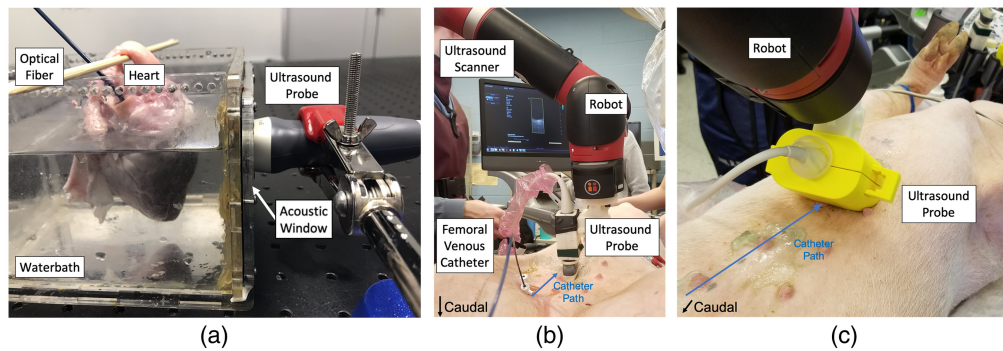 Optical
Fiber
Heart
Ultrasound
Probe
Acoustic
Window
Waterbath
(a)
Ultrasound
Scanner
Robot
Femoral
Venous
Catheter
Ultrasound
Probe
Catheter
Path
Caudal
(b)
Robot
Ultrasound
Probe
Catheter
Path
Caudal
(c)